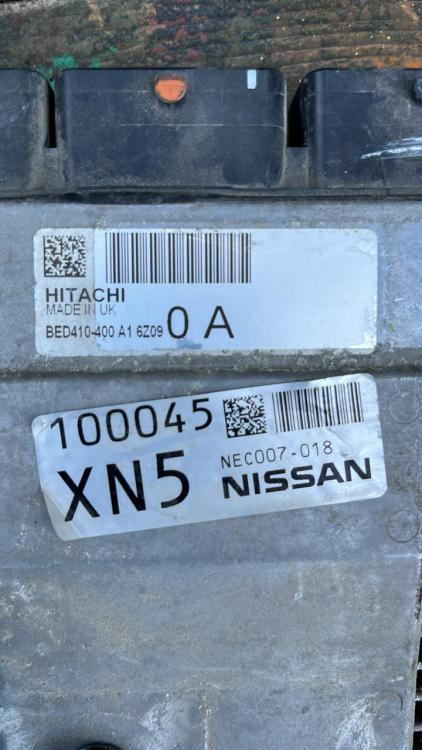 HITACHI
MADE IN UK
BED410-400 A1 6Z09 0 A
100045
XN5
NEC007-018
NISSAN